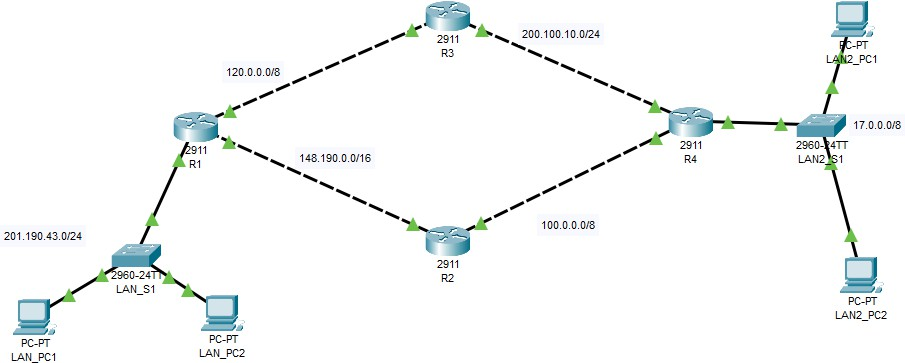 2911
R3
200.100.10.0/24
PC-PT
LAN2_PC1
120.0.0.0/8
2911
R1
2911
R4
17.0.0.0/8
2960-24TT
LAN2_S1
148.190.0.0/16
100.0.0.0/8
201.190.43.0/24
2960-24TT
LAN_S1
2911
R2
PC-PT
LAN2_PC2
PC-PT
LAN_PC1
PC-PT
LAN_PC2